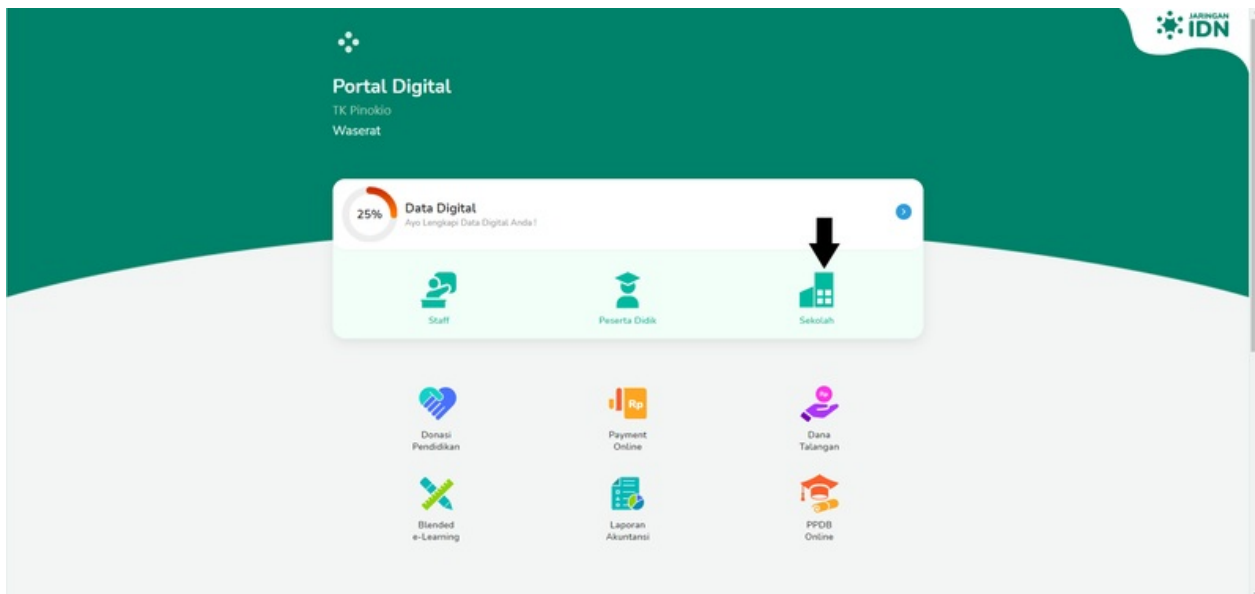 JARINGAN
IDN
Portal Digital
TK Pinokio
Waserat
25%
Data Digital
Ayo Lengkapi Data Digital Anda !
Staff
Peserta Didik
Sekolah
Rp
Rp
Donasi
Pendidikan
Payment
Online
Dana
Talangan
Blended
e-Learning
Laporan
Akuntansi
PPDB
Online